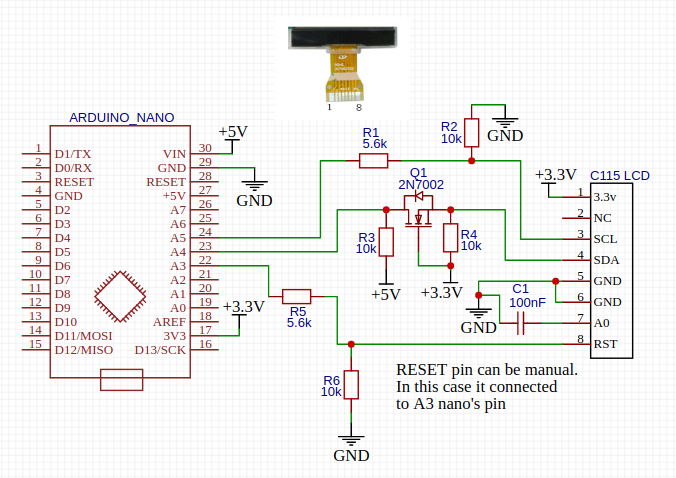 1 8
ARDUINO_NANO
1 D1/TX
2 D0/RX
3 RESET
4 GND
5 D2
6 D3
7 D4
8 D5
9 D6
10 D7
11 D8
12 D9
13 D10
14 D11/MOSI
15 D12/MISO
VIN 30
GND 29
RESET 28
+5V 27
A7 26
A6 25
A5 24
A4 23
A3 22
A2 21
A1 20
A0 19
AREF 18
3V3 17
D13/SCK 16
+5V
GND
+3.3V
R1
5.6k
R2
10k
GND
Q1
2N7002
R3
10k
+5V
R4
10k
+3.3V
R5
5.6k
R6
10k
GND
+3.3V
C115 LCD
1 3.3v
2 NC
3 SCL
4 SDA
5 GND
6 GND
7 A0
8 RST
C1
100nF
GND
RESET pin can be manual.
In this case it connected
to A3 nano's pin